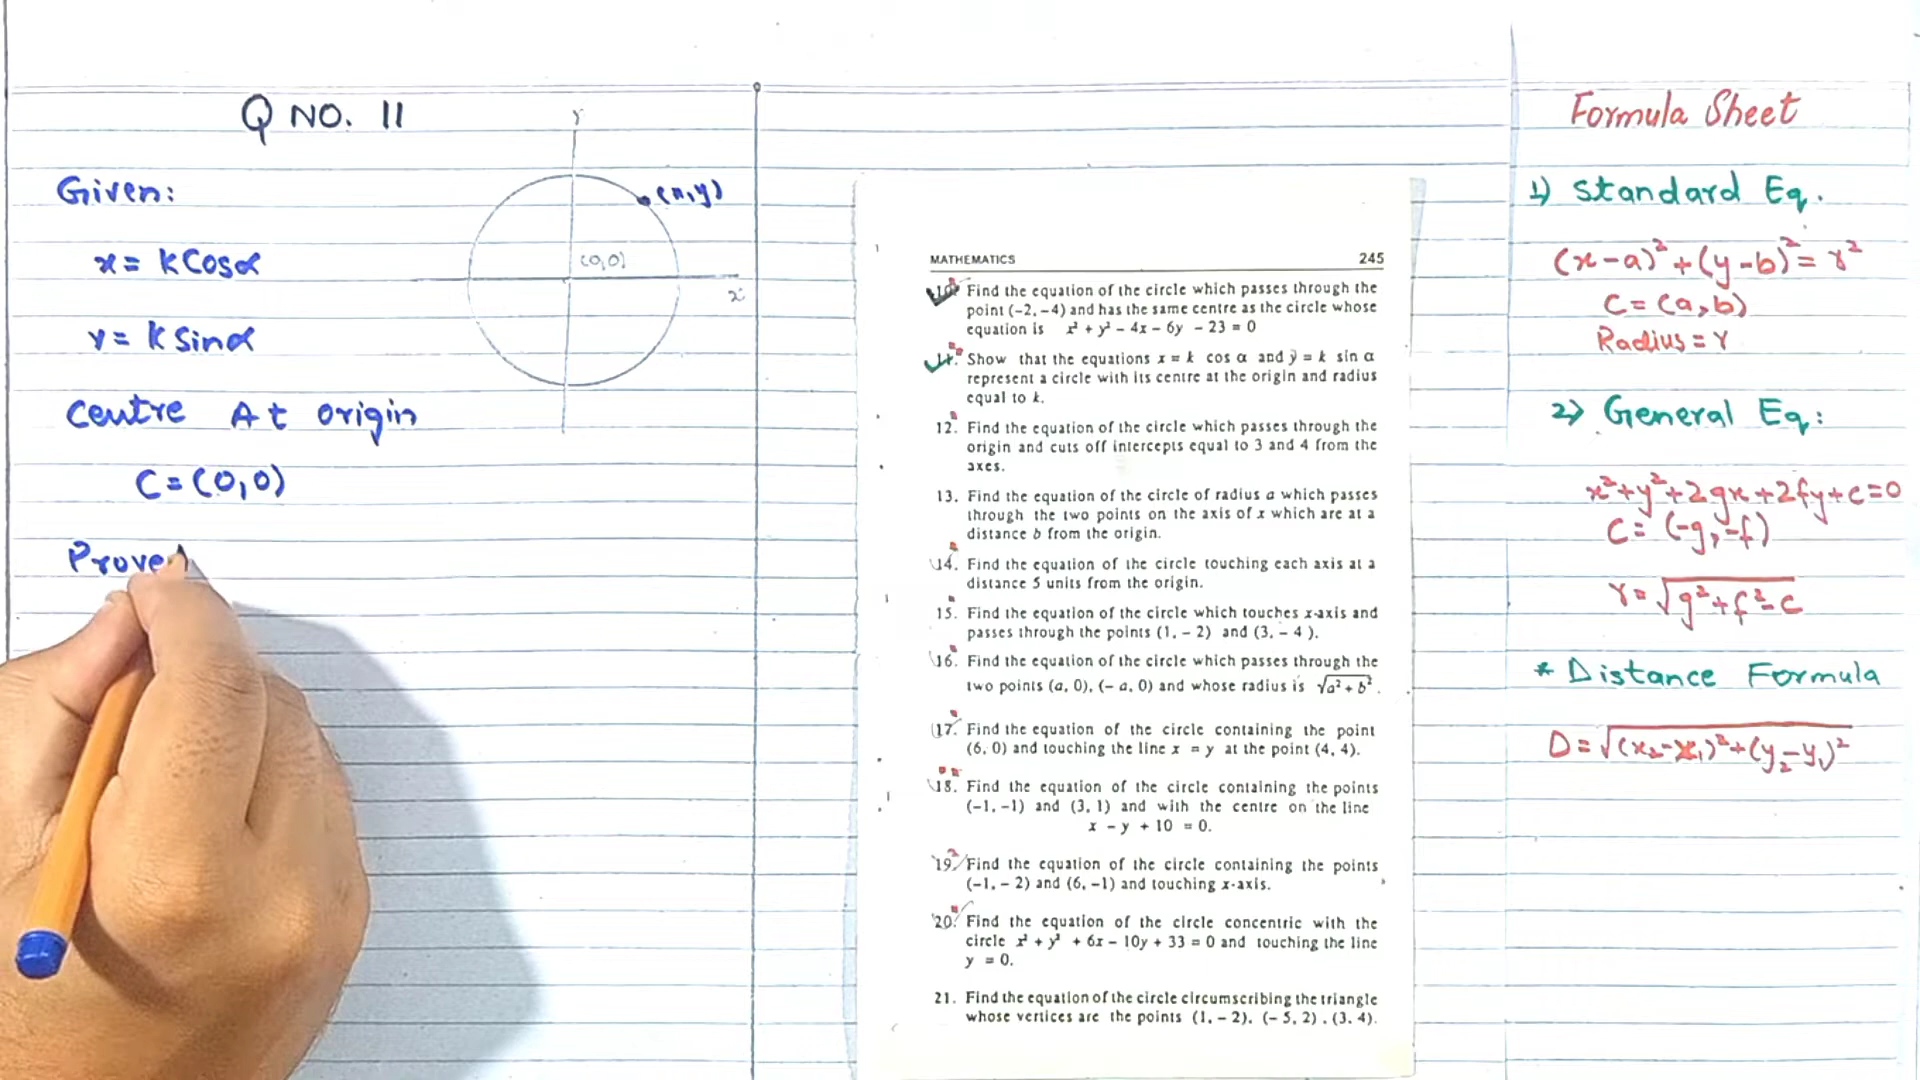 Q NO. 11
Given:
x = k Cosα
y = k Sinα
Centre At origin
C = (0,0)
Prove
Y
(x,y)
(0,0)
x
MATHEMATICS 245
10. Find the equation of the circle which passes through the
point (−2, −4) and has the same centre as the circle whose
equation is x² + y² − 4x − 6y − 23 = 0
11. Show that the equations x = k cos α and y = k sin α
represent a circle with its centre at the origin and radius
equal to k.
12. Find the equation of the circle which passes through the
origin and cuts off intercepts equal to 3 and 4 from the
axes.
13. Find the equation of the circle of radius a which passes
through the two points on the axis of x which are at a
distance b from the origin.
14. Find the equation of the circle touching each axis at a
distance 5 units from the origin.
15. Find the equation of the circle which touches x-axis and
passes through the points (1, − 2) and (3, − 4 ).
16. Find the equation of the circle which passes through the
two points (a, 0), (− a, 0) and whose radius is √a² + b² .
17. Find the equation of the circle containing the point
(6, 0) and touching the line x = y at the point (4, 4).
18. Find the equation of the circle containing the points
(−1, −1) and (3, 1) and with the centre on the line
x − y + 10 = 0.
19. Find the equation of the circle containing the points
(−1, − 2) and (6, −1) and touching x-axis.
20. Find the equation of the circle concentric with the
circle x² + y² + 6x − 10y + 33 = 0 and touching the line
y = 0.
21. Find the equation of the circle circumscribing the triangle
whose vertices are the points (1, − 2), (− 5, 2) , (3, 4).
Formula Sheet
1) Standard Eq.
(x−a)² + (y−b)² = r²
C = (a, b)
Radius = r
2) General Eq:
x² + y² + 2gx + 2fy + c = 0
C = (−g, −f)
r = √g² + f² − c
* Distance Formula
D = √(x₂−x₁)² + (y₂−y₁)²